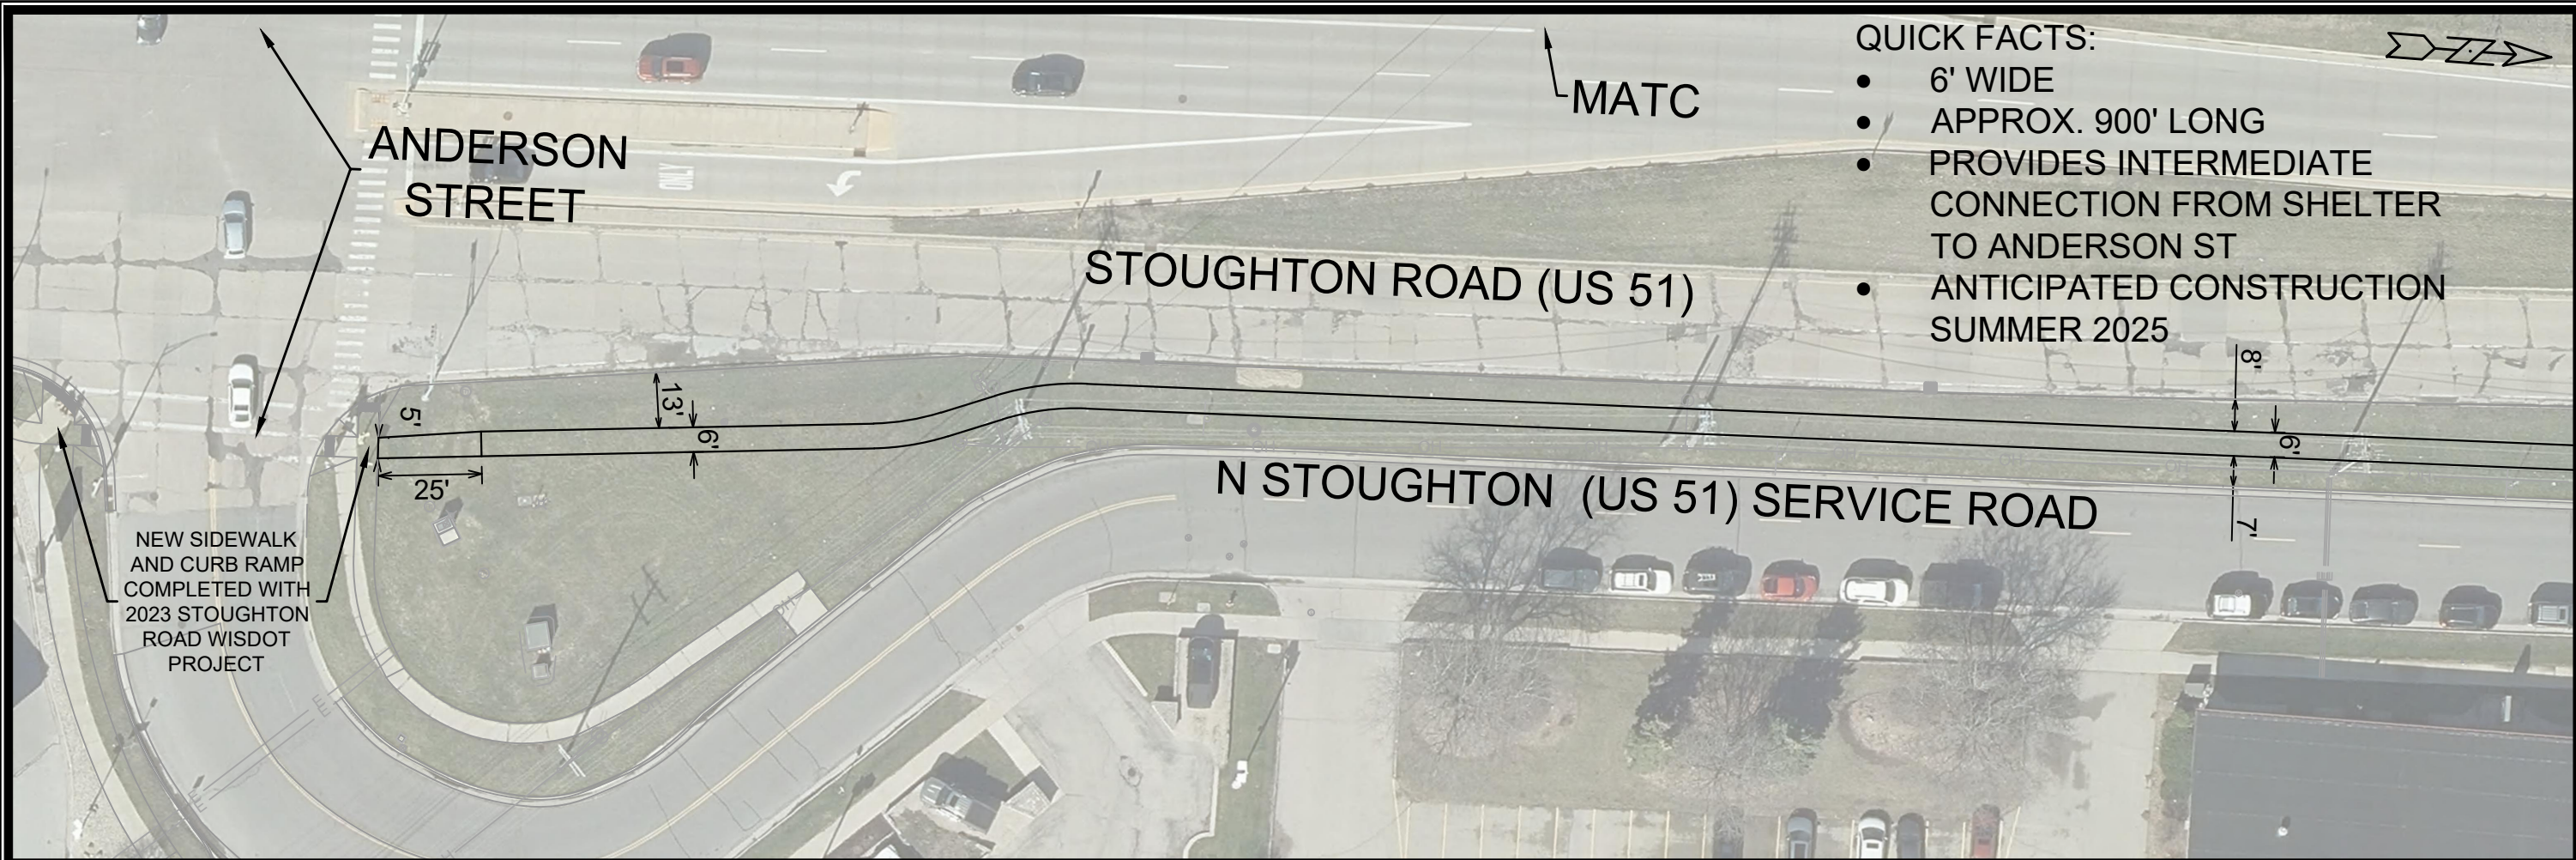 QUICK FACTS:
● 6' WIDE
● APPROX. 900' LONG
● PROVIDES INTERMEDIATE
CONNECTION FROM SHELTER
TO ANDERSON ST
● ANTICIPATED CONSTRUCTION
SUMMER 2025
MATC
ANDERSON
STREET
ONLY
STOUGHTON ROAD (US 51)
13'
6'
5'
25'
8'
6'
7'
N STOUGHTON (US 51) SERVICE ROAD
NEW SIDEWALK
AND CURB RAMP
COMPLETED WITH
2023 STOUGHTON
ROAD WISDOT
PROJECT